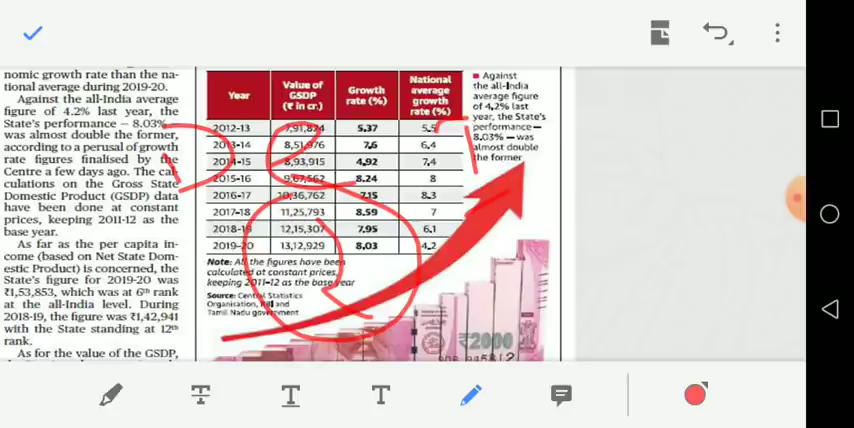 nomic growth rate than the na-
tional average during 2019-20.
Against the all-India average
figure of 4.2% last year, the
State's performance – 8.03% –
was almost double the former,
according to a perusal of growth
rate figures finalised by the
Centre a few days ago. The cal-
culations on the Gross State
Domestic Product (GSDP) data
have been done at constant
prices, keeping 2011-12 as the
base year.
As far as the per capita in-
come (based on Net State Dom-
estic Product) is concerned, the
State's figure for 2019-20 was
₹1,53,853, which was at 6th rank
at the all-India level. During
2018-19, the figure was ₹1,42,941
with the State standing at 12th
rank.
As for the value of the GSDP,
Year Value of GSDP (₹ in cr.) Growth rate (%) National average growth rate (%)
2012-13 7,91,824 5.37 5.5
2013-14 8,51,976 7.6 6.4
2014-15 8,93,915 4.92 7.4
2015-16 9,67,562 8.24 8
2016-17 10,36,762 7.15 8.3
2017-18 11,25,793 8.59 7
2018-19 12,15,307 7.95 6.1
2019-20 13,12,929 8.03 4.2
Note: All the figures have been
calculated at constant prices,
keeping 2011-12 as the base year
Source: Central Statistics
Organisation, RBI and
Tamil Nadu government
■ Against
the all-India
average figure
of 4.2% last
year, the State's
performance —
8.03% — was
almost double
the former
₹2000
T T T